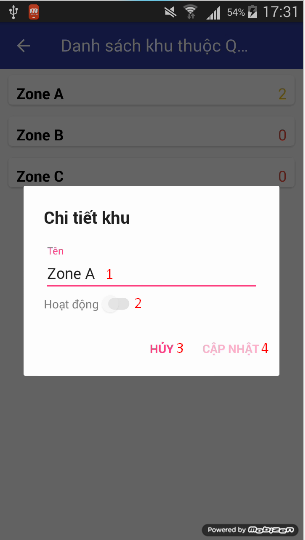 54% 17:31
Danh sách khu thuộc Q...
Zone A 2
Zone B 0
Zone C 0
Chi tiết khu
Tên
Zone A 1
Hoạt động 2
HỦY 3 CẬP NHẬT 4
Powered by Mobizen